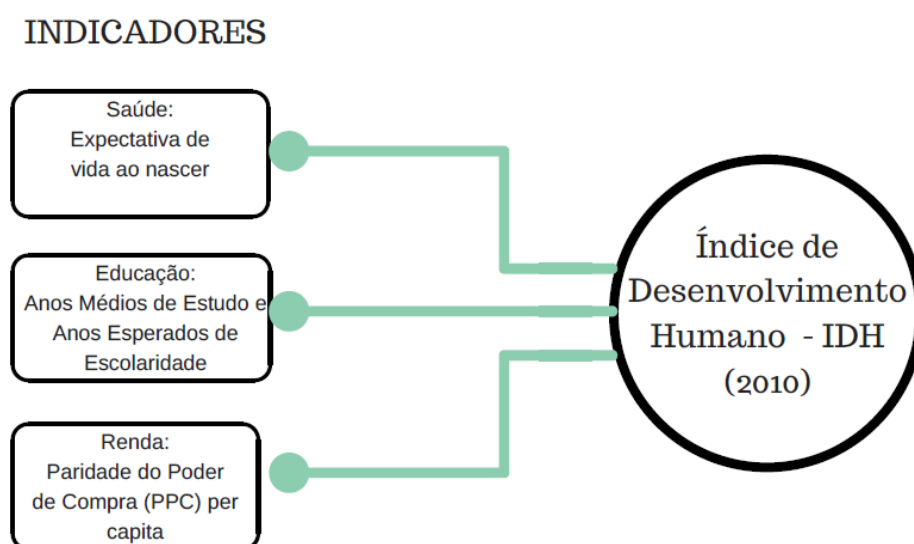 INDICADORES
Saúde:
Expectativa de
vida ao nascer
Educação:
Anos Médios de Estudo e
Anos Esperados de
Escolaridade
Renda:
Paridade do Poder
de Compra (PPC) per
capita
Índice de
Desenvolvimento
Humano - IDH
(2010)